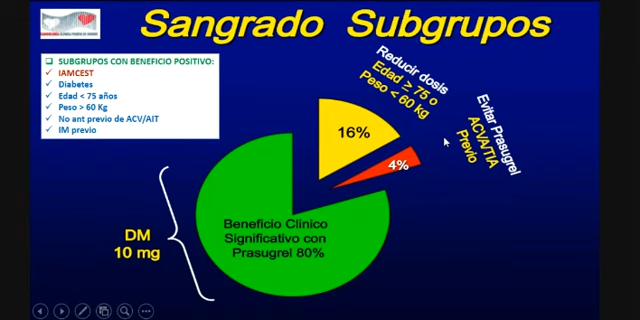 Sangrado Subgrupos
SUBGRUPOS CON BENEFICIO POSITIVO:
IAMCEST
Diabetes
Edad < 75 años
Peso > 60 Kg
No ant previo de ACV/AIT
IM previo
Reducir dosis
Edad ≥ 75 o
Peso < 60 kg
Evitar Prasugrel
ACVA/TIA
Previo
16%
4%
Beneficio Clinico
Significativo con
Prasugrel 80%
DM
10 mg